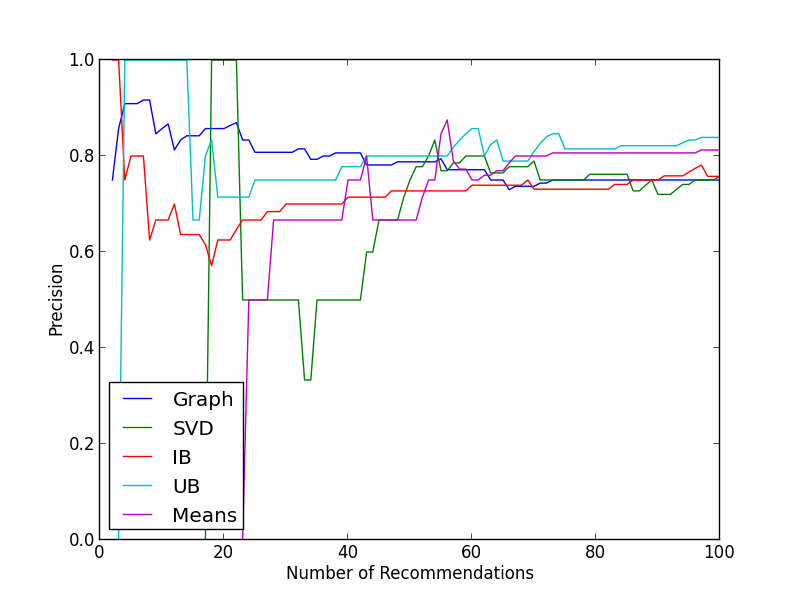 1.0
0.8
0.6
0.4
0.2
0.0
Precision
Graph
SVD
IB
UB
Means
0 20 40 60 80 100
Number of Recommendations